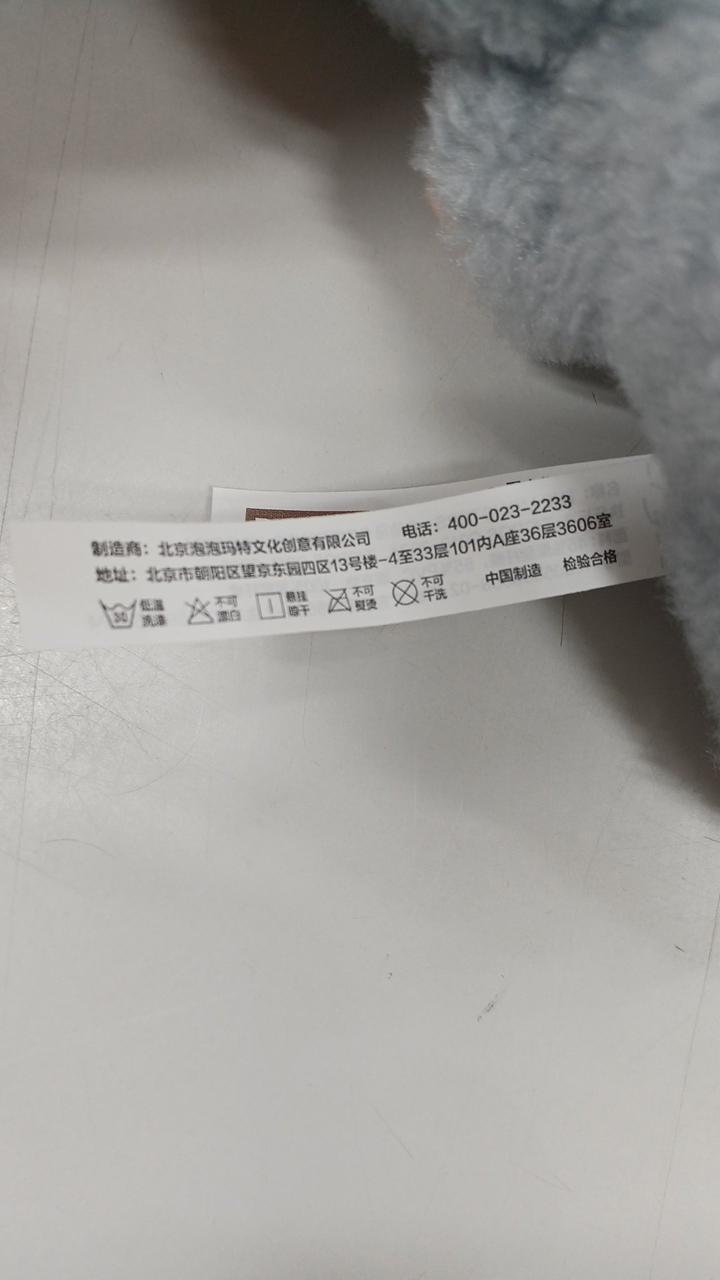 制造商：北京泡泡玛特文化创意有限公司 电话：400-023-2233
地址：北京市朝阳区望京东园四区13号楼-4至33层101内A座36层3606室
30 低温洗涤 不可漂白 悬挂晾干 不可熨烫 不可干洗 中国制造 检验合格